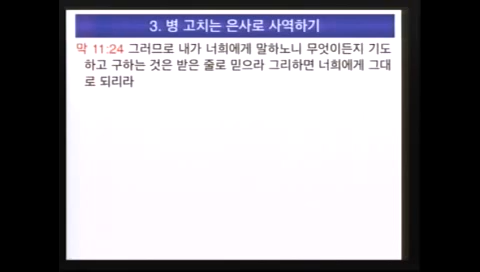 3. 병 고치는 은사로 사역하기
막 11:24 그러므로 내가 너희에게 말하노니 무엇이든지 기도
하고 구하는 것은 받은 줄로 믿으라 그리하면 너희에게 그대
로 되리라